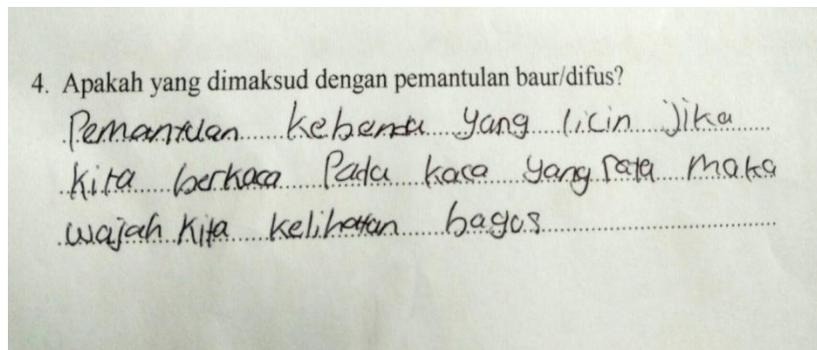 4. Apakah yang dimaksud dengan pemantulan baur/difus?
Pemantulan kebenda yang licin jika
kita berkaca Pada kaca yang rata maka
wajah kita kelihatan bagos